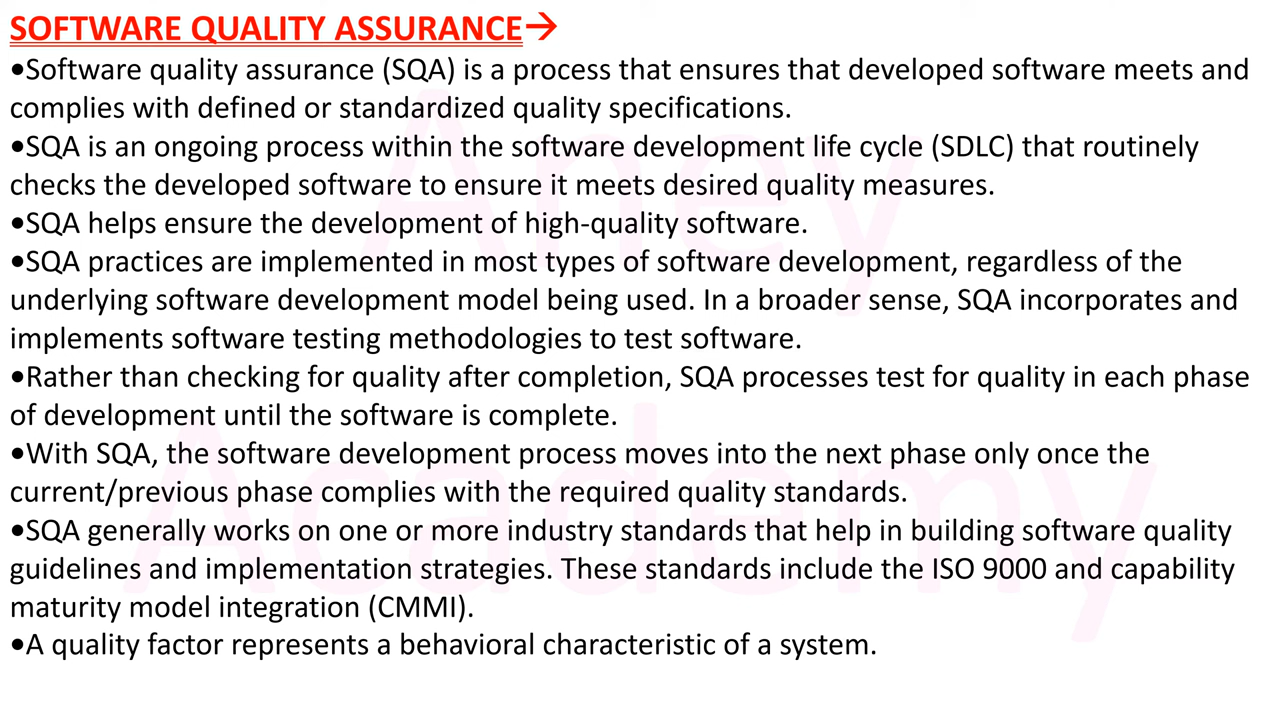 SOFTWARE QUALITY ASSURANCE→
•Software quality assurance (SQA) is a process that ensures that developed software meets and
complies with defined or standardized quality specifications.
•SQA is an ongoing process within the software development life cycle (SDLC) that routinely
checks the developed software to ensure it meets desired quality measures.
•SQA helps ensure the development of high-quality software.
•SQA practices are implemented in most types of software development, regardless of the
underlying software development model being used. In a broader sense, SQA incorporates and
implements software testing methodologies to test software.
•Rather than checking for quality after completion, SQA processes test for quality in each phase
of development until the software is complete.
•With SQA, the software development process moves into the next phase only once the
current/previous phase complies with the required quality standards.
•SQA generally works on one or more industry standards that help in building software quality
guidelines and implementation strategies. These standards include the ISO 9000 and capability
maturity model integration (CMMI).
•A quality factor represents a behavioral characteristic of a system.
Aney
Academy